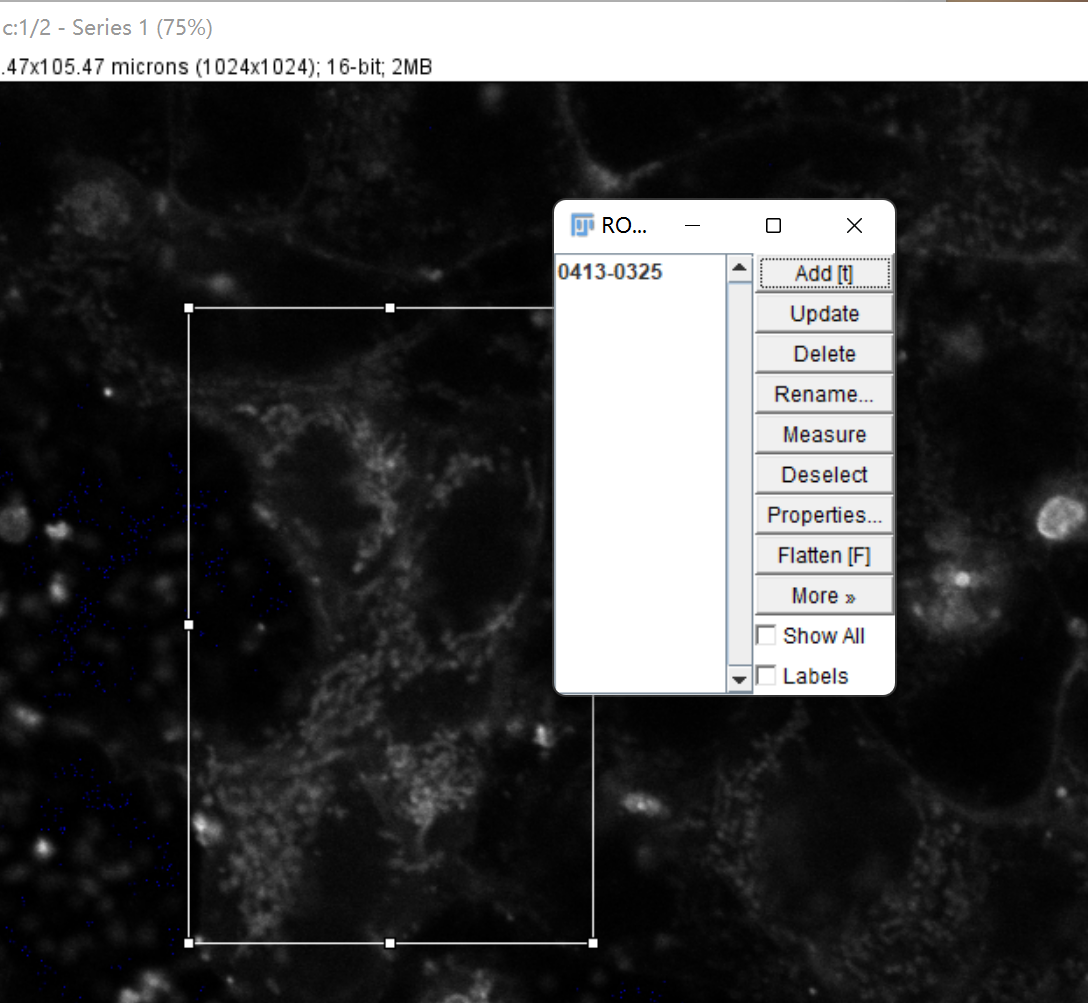 c:1/2 - Series 1 (75%)
.47x105.47 microns (1024x1024); 16-bit; 2MB
RO...
0413-0325
Add [t]
Update
Delete
Rename...
Measure
Deselect
Properties...
Flatten [F]
More »
Show All
Labels